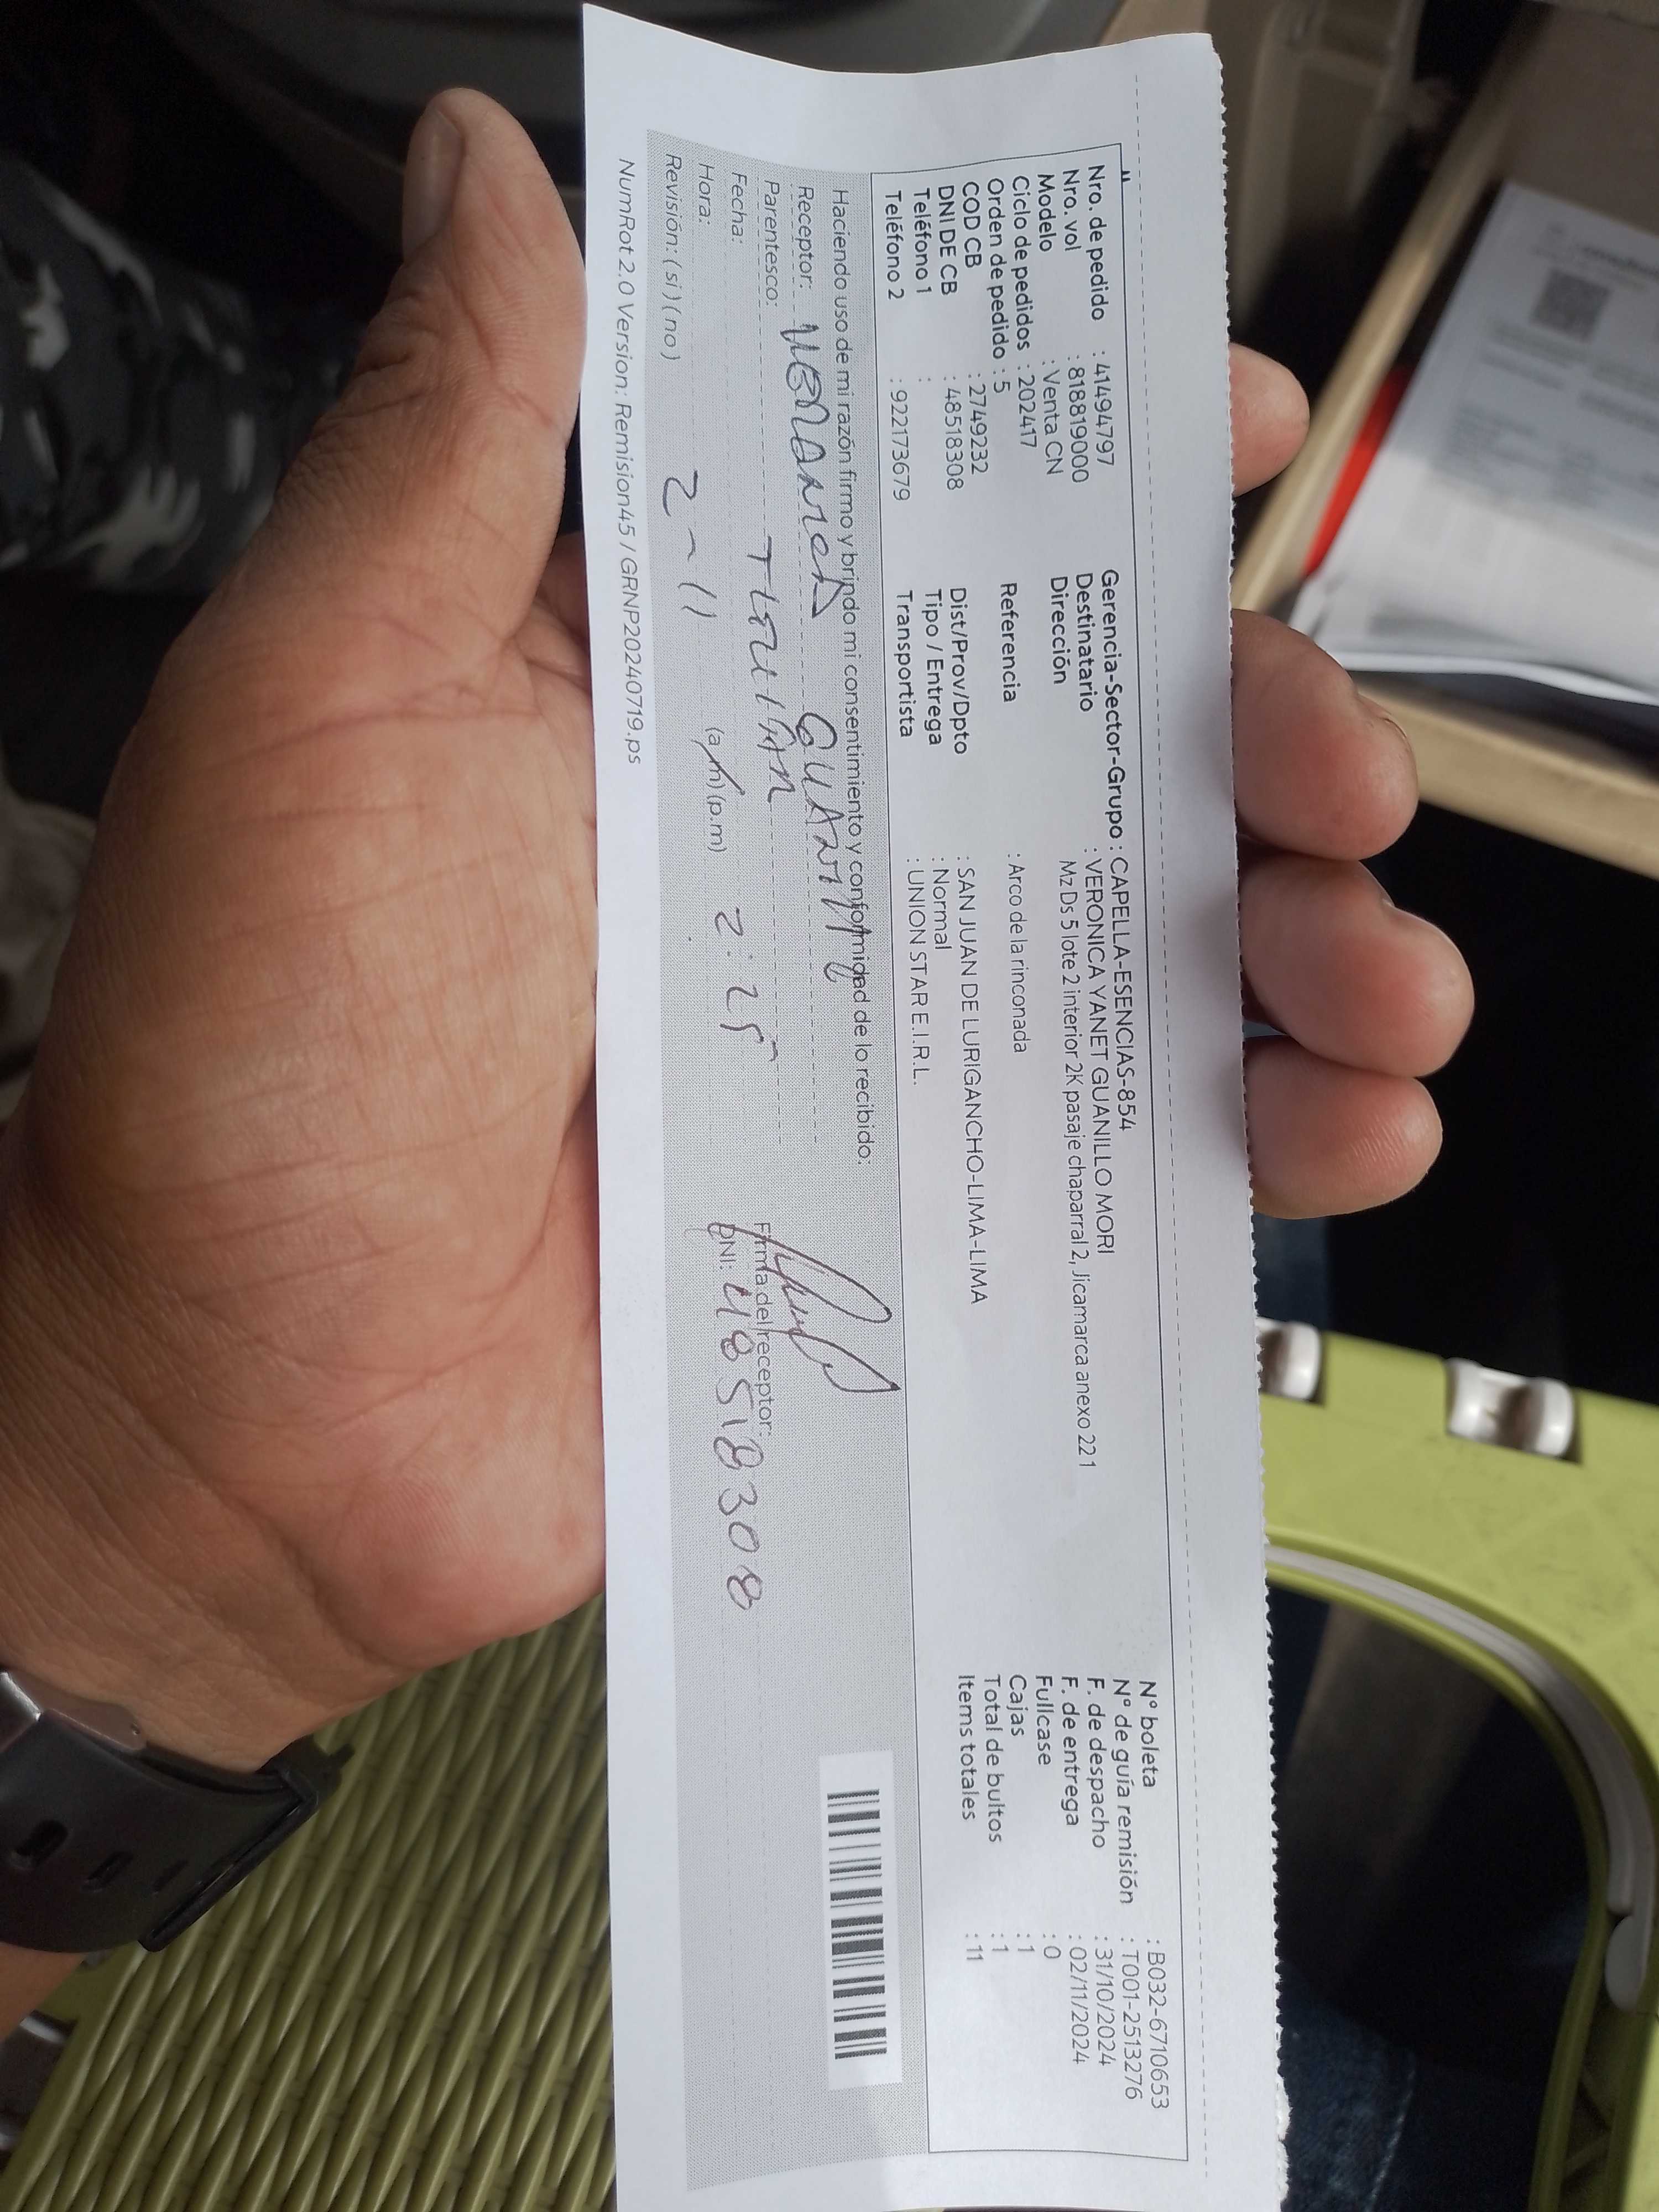 Nro. de pedido : 41494797
Nro. vol : 818819000
Modelo : Venta CN
Ciclo de pedidos : 202417
Orden de pedido : 5
COD CB : 2749232
DNI DE CB : 48518308
Teléfono 1 :
Teléfono 2 : 922173679
Gerencia-Sector-Grupo : CAPELLA-ESENCIAS-854
Destinatario : VERONICA YANET GUANILLO MORI
Dirección Mz Ds 5 lote 2 interior 2K pasaje chaparral 2, Jicamarca anexo 22 1
Referencia : Arco de la rinconada
Dist/Prov/Dpto : SAN JUAN DE LURIGANCHO-LIMA-LIMA
Tipo / Entrega : Normal
Transportista : UNION STAR E.I.R.L.
N° boleta : B032-6710653
N° de guía remisión : T001-2513276
F. de despacho : 31/10/2024
F. de entrega : 02/11/2024
Fullcase : 0
Cajas : 1
Total de bultos : 1
Items totales : 11
Haciendo uso de mi razón firmo y brindo mi consentimiento y conformidad de lo recibido:
Receptor:
Parentesco:
Fecha: 2-11
Hora: (a.m) (p.m) 2:25
Revisión: ( si ) ( no )
Firma del receptor:
DNI: 48518308
NumRot 2.0 Version: Remision45 / GRNP20240719.ps